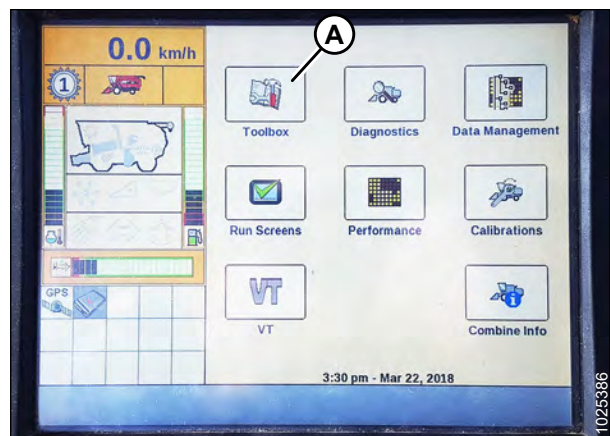 0.0 km/h
A
1
Toolbox
Diagnostics
Data Management
Run Screens
Performance
Calibrations
GPS
VT
VT
Combine Info
3:30 pm - Mar 22, 2018
1025386